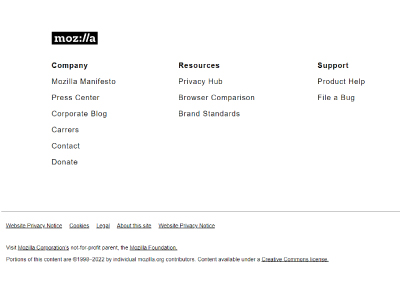 moz://a
Company
Mozilla Manifesto
Press Center
Corporate Blog
Carrers
Contact
Donate
Resources
Privacy Hub
Browser Comparison
Brand Standards
Support
Product Help
File a Bug
Website Privacy Notice Cookies Legal About this site Website Privacy Notice
Visit Mozilla Corporation's not-for-profit parent, the Mozilla Foundation.
Portions of this content are ©1998–2022 by individual mozilla.org contributors. Content available under a Creative Commons license.